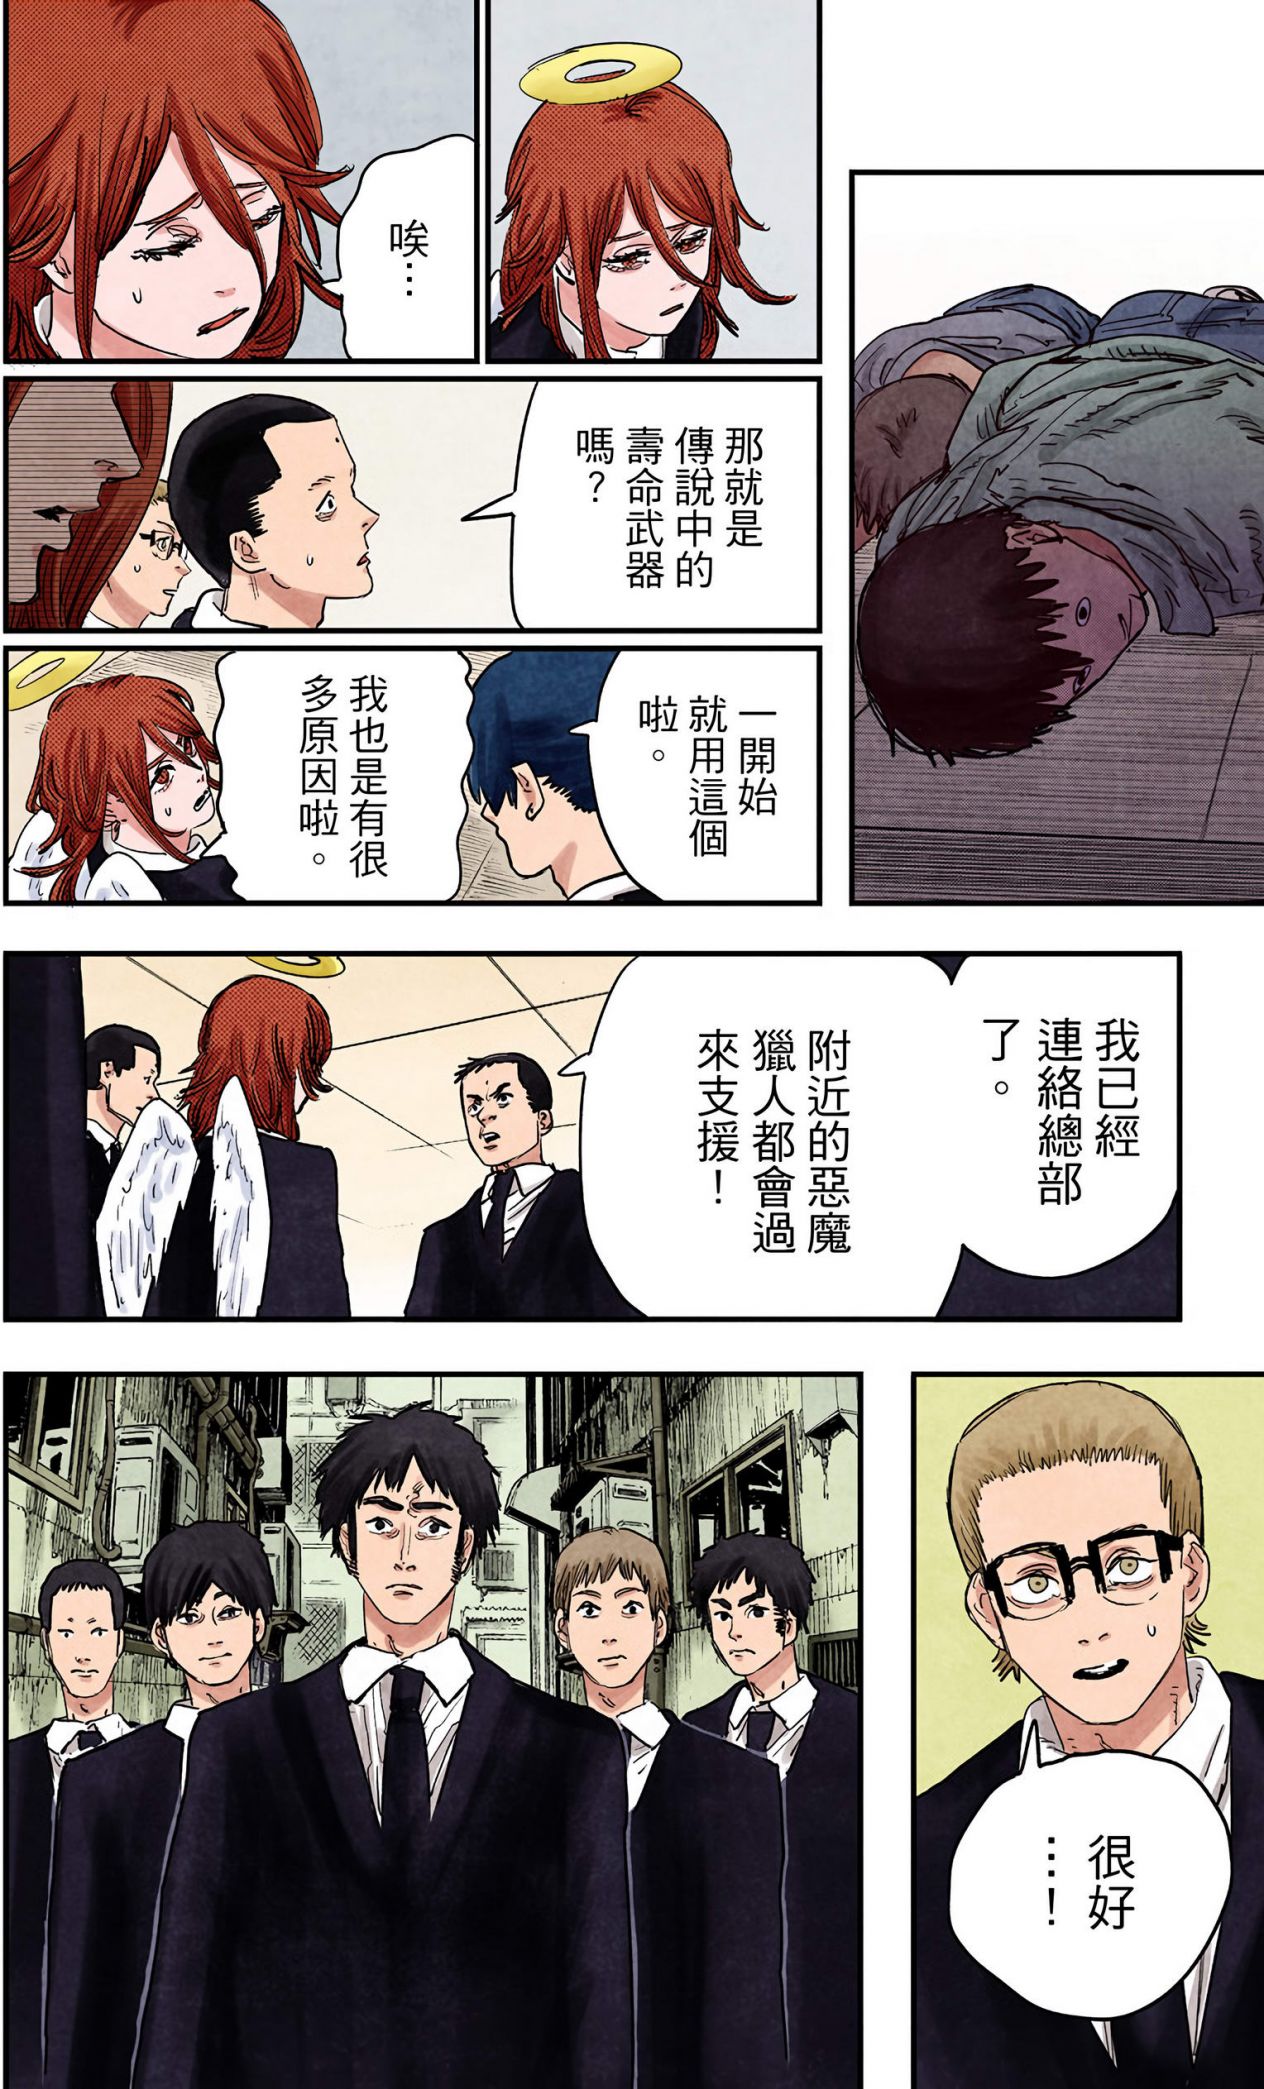 唉…
那就是
傳說中的
壽命武器
嗎？
一開始
就用這個
啦。
我也是有很
多原因啦。
我已經
連絡總部
了。
附近的惡魔
獵人都會過
來支援！
很好
…！